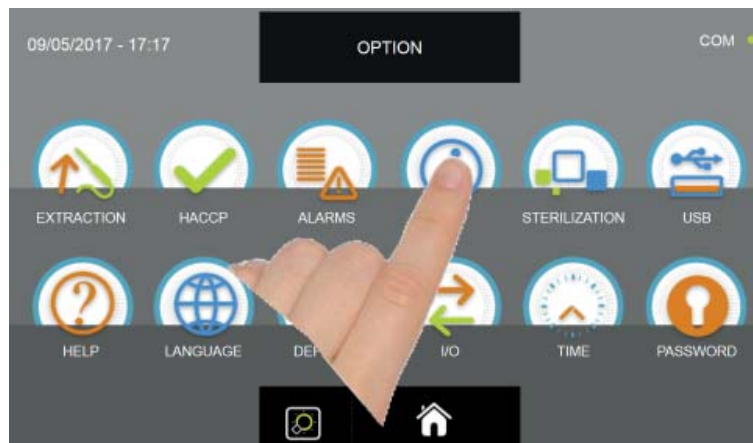 09/05/2017 - 17:17
OPTION
COM
EXTRACTION
HACCP
ALARMS
STERILIZATION
USB
HELP
LANGUAGE
I/O
TIME
PASSWORD